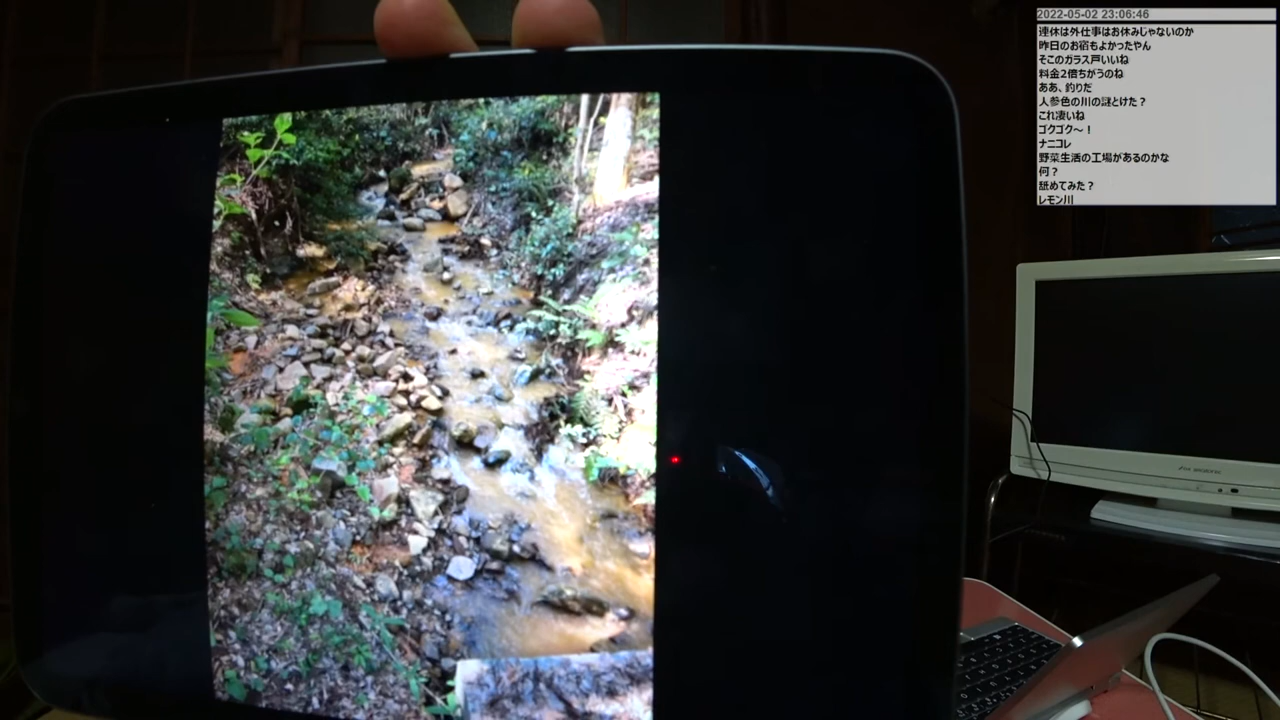 2022-05-02 23:06:46
連休は外仕事はお休みじゃないのか
昨日のお宿もよかったやん
そこのガラス戸いいね
料金2倍ちがうのね
ああ、釣りだ
人参色の川の謎とけた？
これ凄いね
ゴクゴク～！
ナニコレ
野菜生活の工場があるのかな
何？
舐めてみた？
レモン川